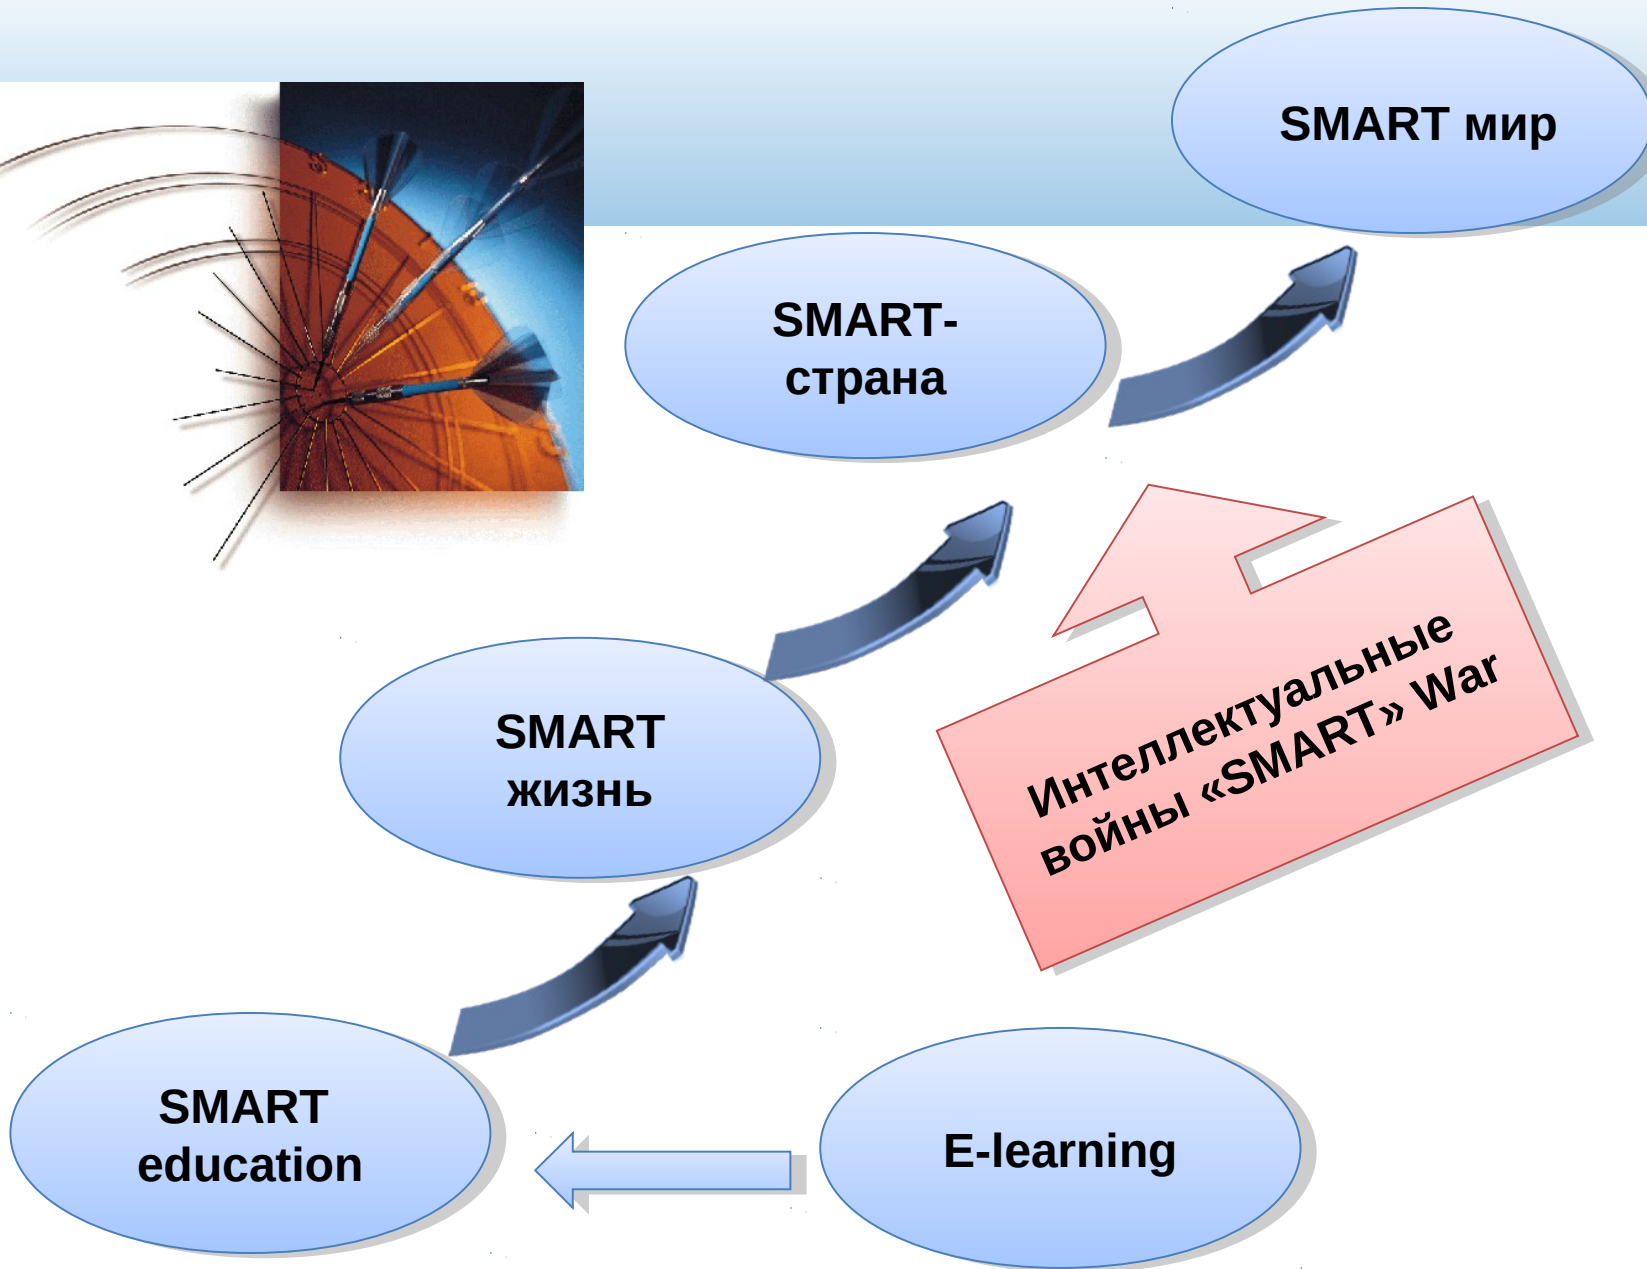 SMART мир
SMART-
страна
Интеллектуальные
войны «SMART» War
SMART
жизнь
SMART
education
E-learning